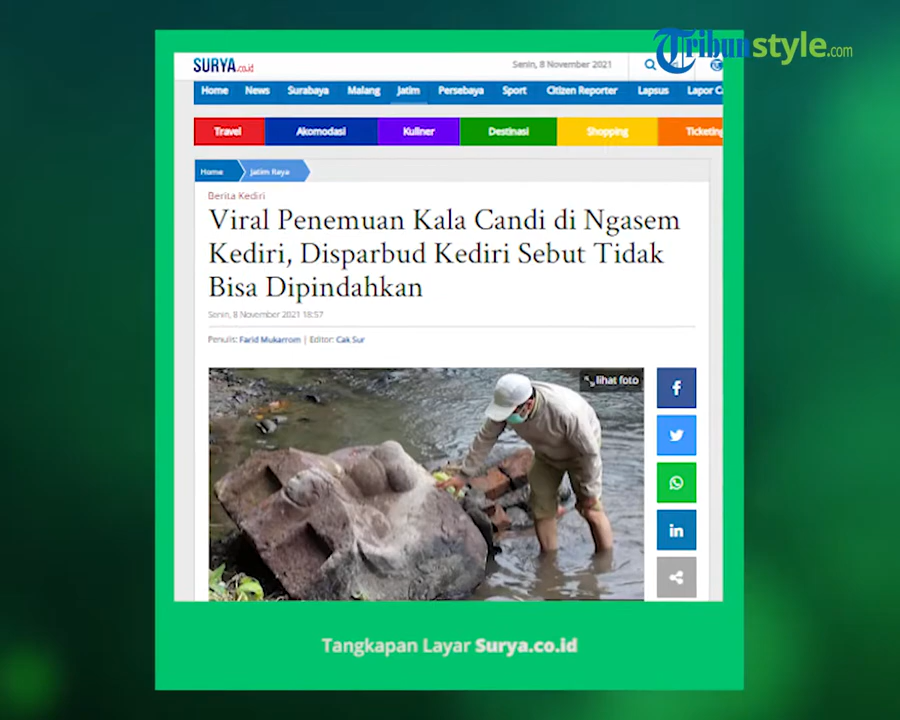 Tribunstyle.com
SURYA.co.id
Senin, 8 November 2021
Home News Surabaya Malang Jatim Persebaya Sport Citizen Reporter Lapsus Lapor
Travel Akomodasi Kuliner Destinasi Shopping Ticketing
Home Jatim Raya
Berita Kediri
Viral Penemuan Kala Candi di Ngasem
Kediri, Disparbud Kediri Sebut Tidak
Bisa Dipindahkan
Senin, 8 November 2021 18:57
Penulis: Farid Mukarrom | Editor: Cak Sur
lihat foto
Tangkapan Layar Surya.co.id